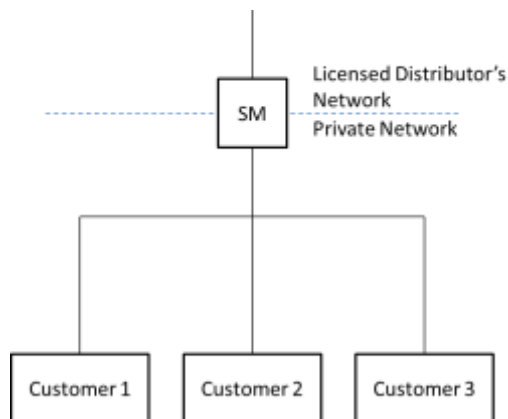 Licensed Distributor's
Network
SM
Private Network
Customer 1
Customer 2
Customer 3